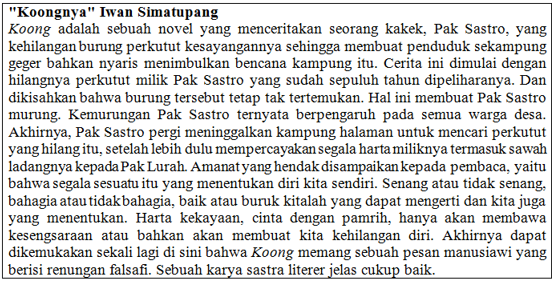 "Koongnya" Iwan Simatupang
Koong adalah sebuah novel yang menceritakan seorang kakek, Pak Sastro, yang
kehilangan burung perkutut kesayangannya sehingga membuat penduduk sekampung
geger bahkan nyaris menimbulkan bencana kampung itu. Cerita ini dimulai dengan
hilangnya perkutut milik Pak Sastro yang sudah sepuluh tahun dipeliharanya. Dan
dikisahkan bahwa burung tersebut tetap tak tertemukan. Hal ini membuat Pak Sastro
murung. Kemurungan Pak Sastro ternyata berpengaruh pada semua warga desa.
Akhirnya, Pak Sastro pergi meninggalkan kampung halaman untuk mencari perkutut
yang hilang itu, setelah lebih dulu mempercayakan segala harta miliknya termasuk sawah
ladangnya kepada Pak Lurah. Amanat yang hendak disampaikan kepada pembaca, yaitu
bahwa segala sesuatu itu yang menentukan diri kita sendiri. Senang atau tidak senang,
bahagia atau tidak bahagia, baik atau buruk kitalah yang dapat mengerti dan kita juga
yang menentukan. Harta kekayaan, cinta dengan pamrih, hanya akan membawa
kesengsaraan atau bahkan akan membuat kita kehilangan diri. Akhirnya dapat
dikemukakan sekali lagi di sini bahwa Koong memang sebuah pesan manusiawi yang
berisi renungan falsafi. Sebuah karya sastra literer jelas cukup baik.